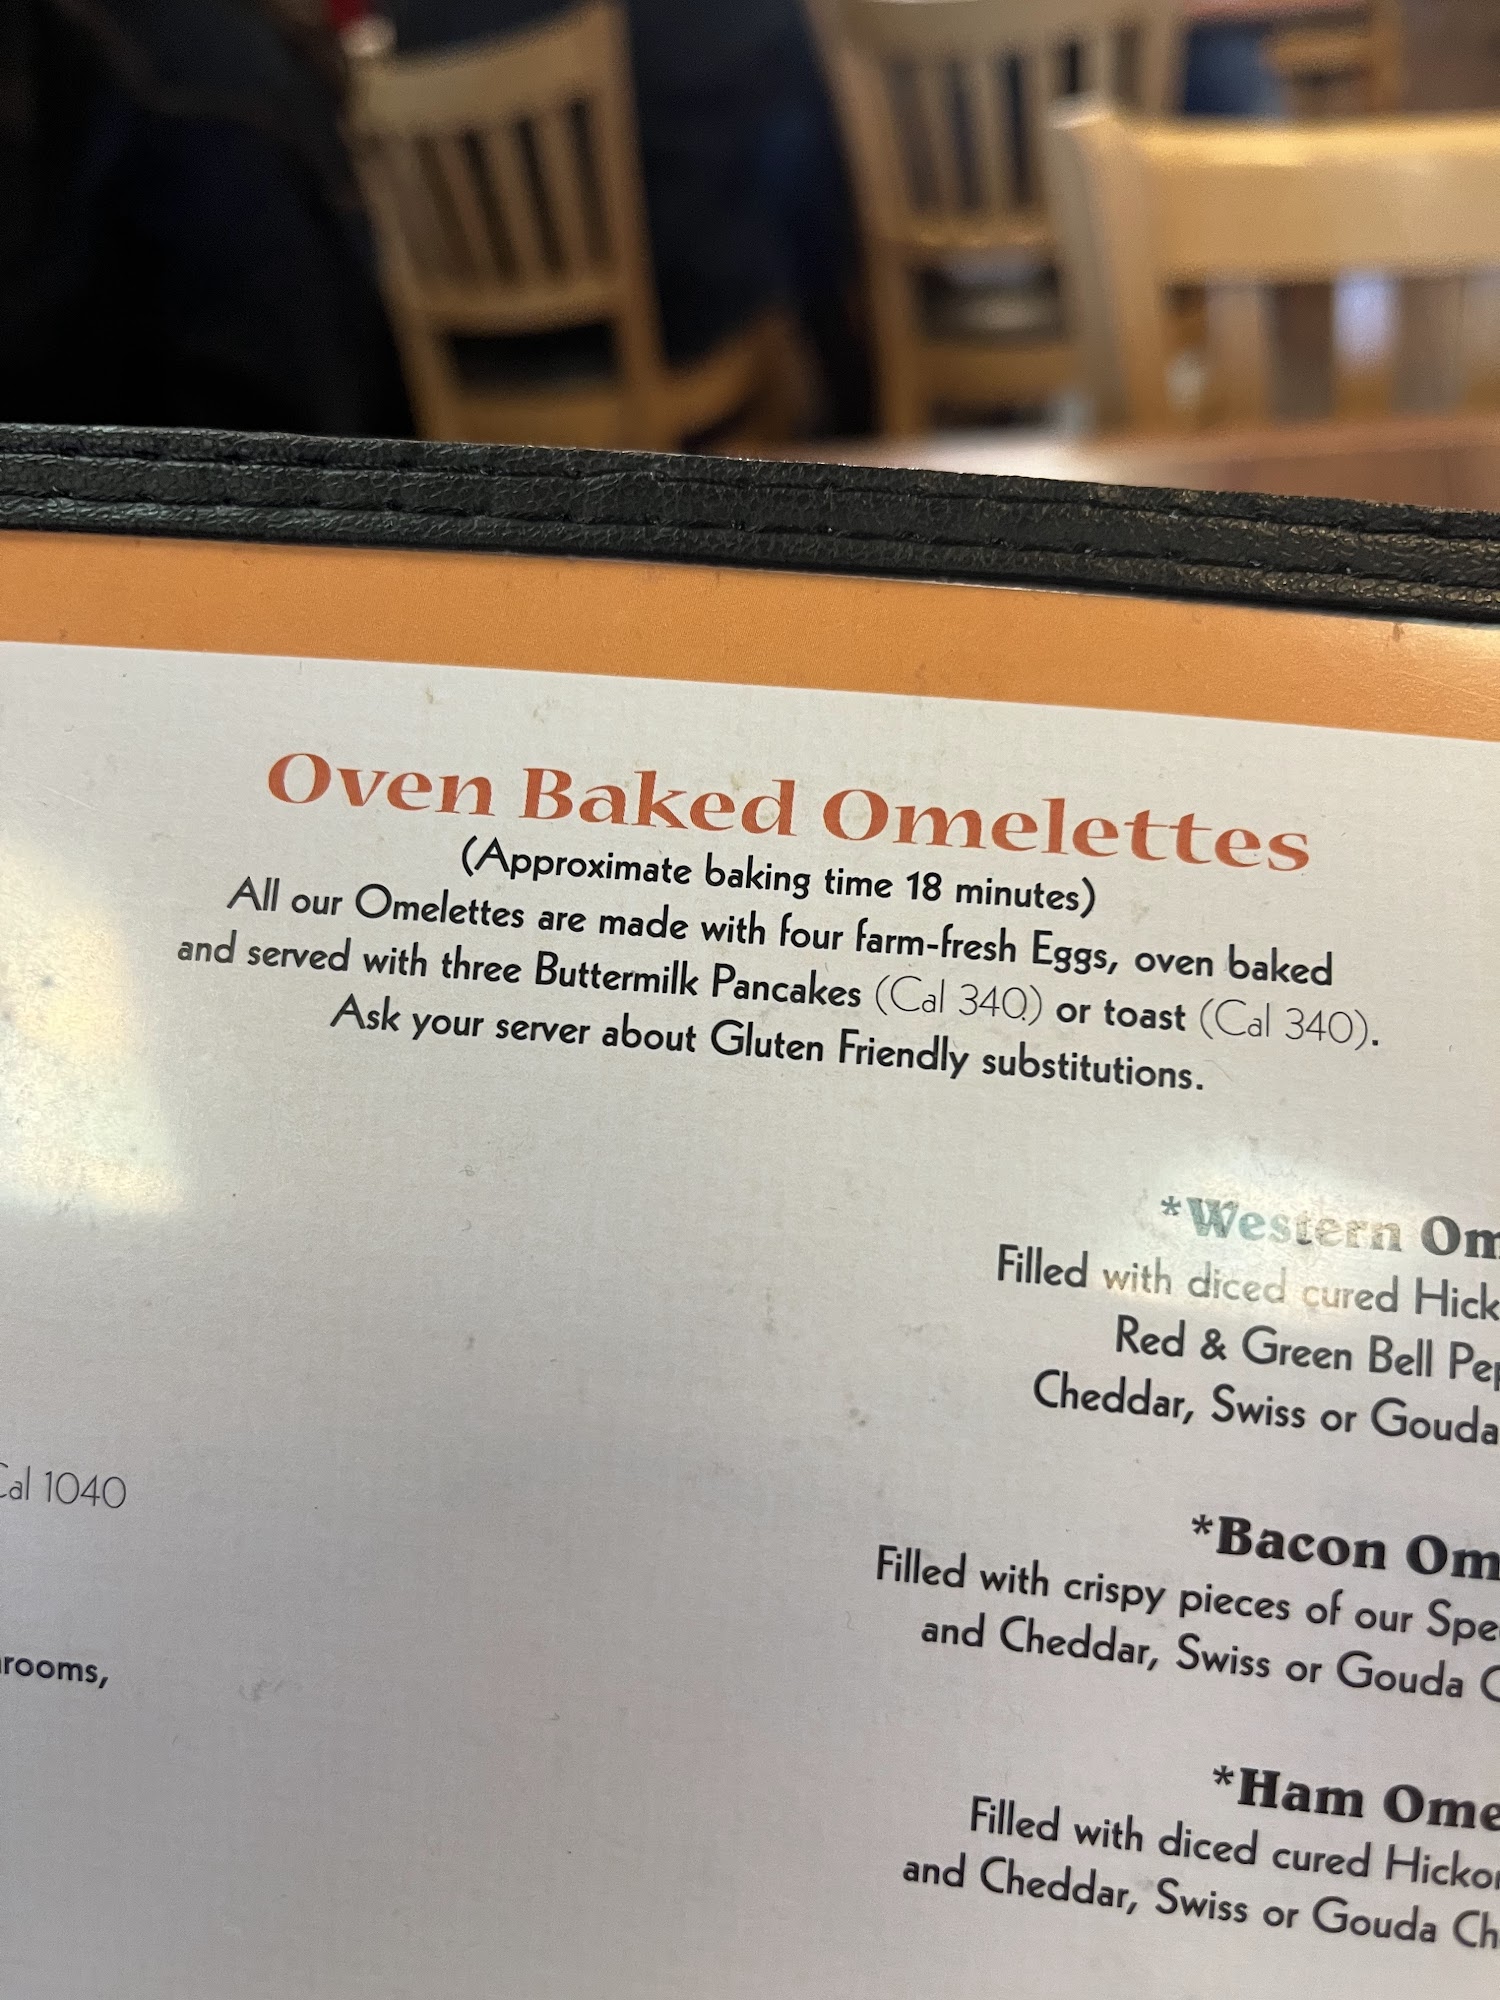 Oven Baked Omelettes
(Approximate baking time 18 minutes)
All our Omelettes are made with four farm-fresh Eggs, oven baked
and served with three Buttermilk Pancakes (Cal 340.) or toast (Cal 340).
Ask your server about Gluten Friendly substitutions.
*Western
Filled with diced cured
Red & Green Bell
Cheddar, Swiss or Gouda
Cal 1040
*Bacon
Filled with crispy pieces of our
and Cheddar, Swiss or Gouda
*Ham
Filled with diced cured
and Cheddar, Swiss or Gouda